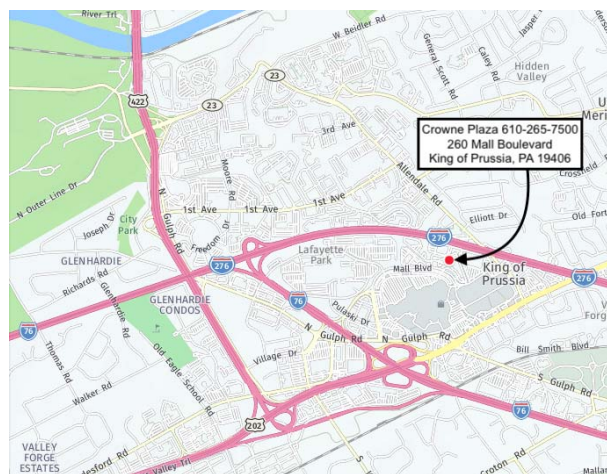 River Trl
W Beidler Rd
General Scott Rd
Caley Rd
Jasper
Hidden
Valley
422
23
23
3rd Ave
Crowne Plaza 610-265-7500
260 Mall Boulevard
King of Prussia, PA 19406
N Outer Line Dr
Moore Rd
Allendale Rd
Crossfield
1st Ave
1st Ave
Elliott Dr
Old Fort
City
Park
Joseph Dr
N Gulph Rd
Freedom Dr
Lafayette
Park
276
276
276
GLENHARDIE
Richards Rd
Mall Blvd
King of
Prussia
GLENHARDIE
CONDOS
Glenhardie Rd
76
76
Pulaski Dr
N Gulph Rd
N Gulph Rd
Thomas Rd
Old Eagle School Rd
Village Dr
Bill Smith Blvd
Walker Rd
S Gulph Rd
202
76
VALLEY
FORGE
ESTATES
Valley Trl
S
Croton Rd